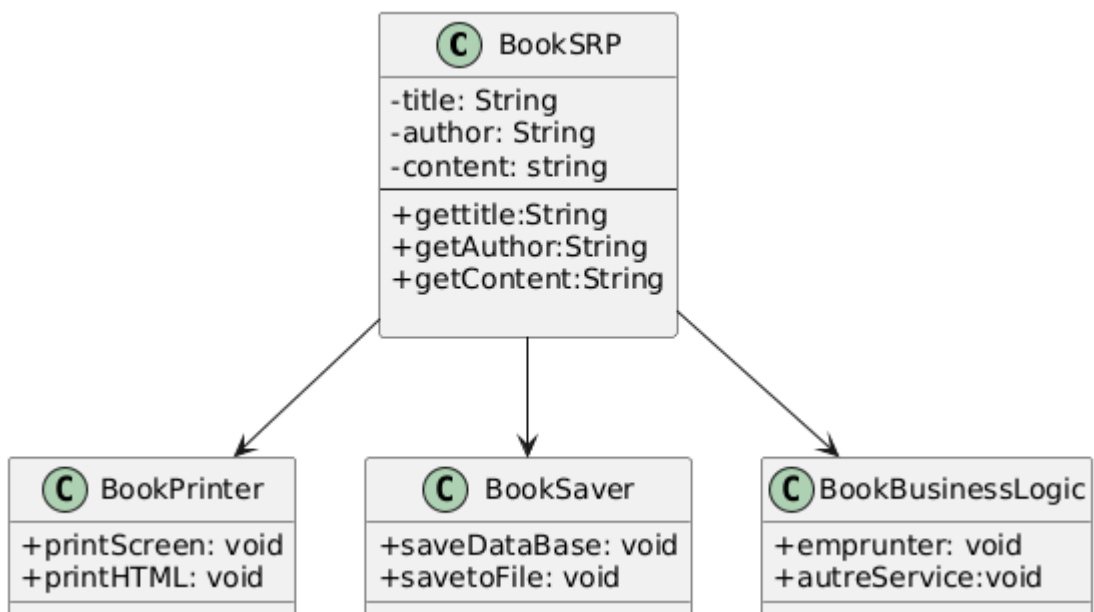 C BookSRP
-title: String
-author: String
-content: string
+gettitle:String
+getAuthor:String
+getContent:String
C BookPrinter
+printScreen: void
+printHTML: void
C BookSaver
+saveDataBase: void
+savetoFile: void
C BookBusinessLogic
+emprunter: void
+autreService:void